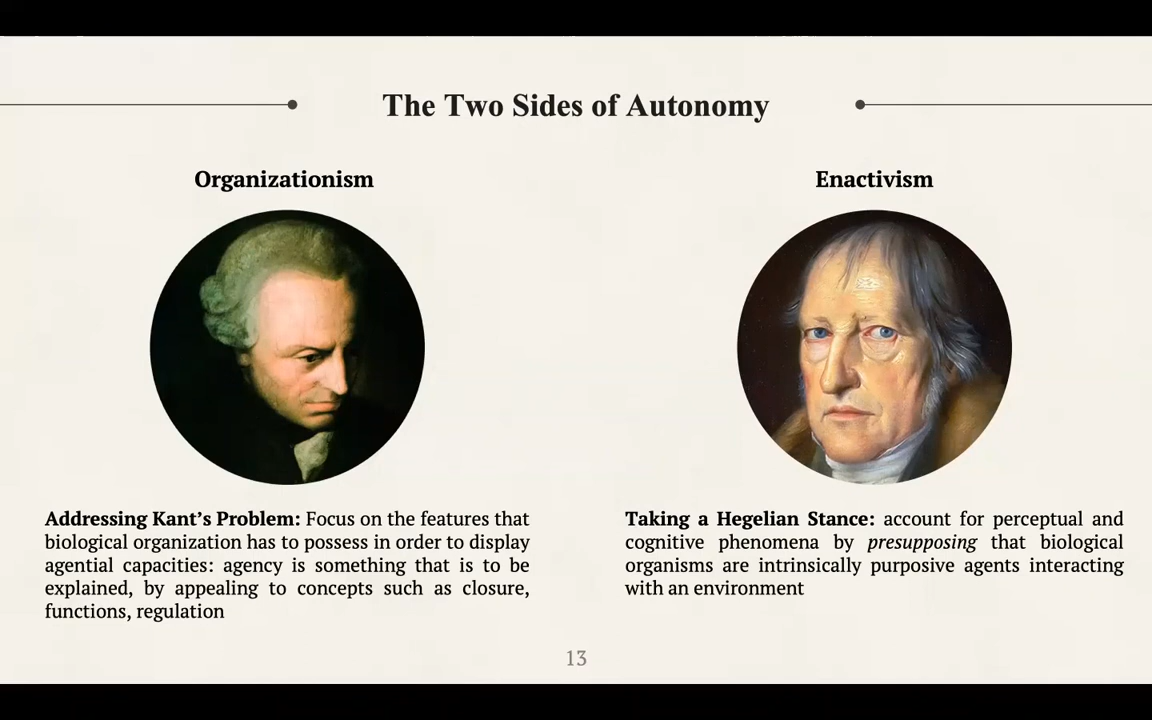 The Two Sides of Autonomy
Organizationism
Addressing Kant’s Problem: Focus on the features that
biological organization has to possess in order to display
agential capacities: agency is something that is to be
explained, by appealing to concepts such as closure,
functions, regulation
Enactivism
Taking a Hegelian Stance: account for perceptual and
cognitive phenomena by presupposing that biological
organisms are intrinsically purposive agents interacting
with an environment
13